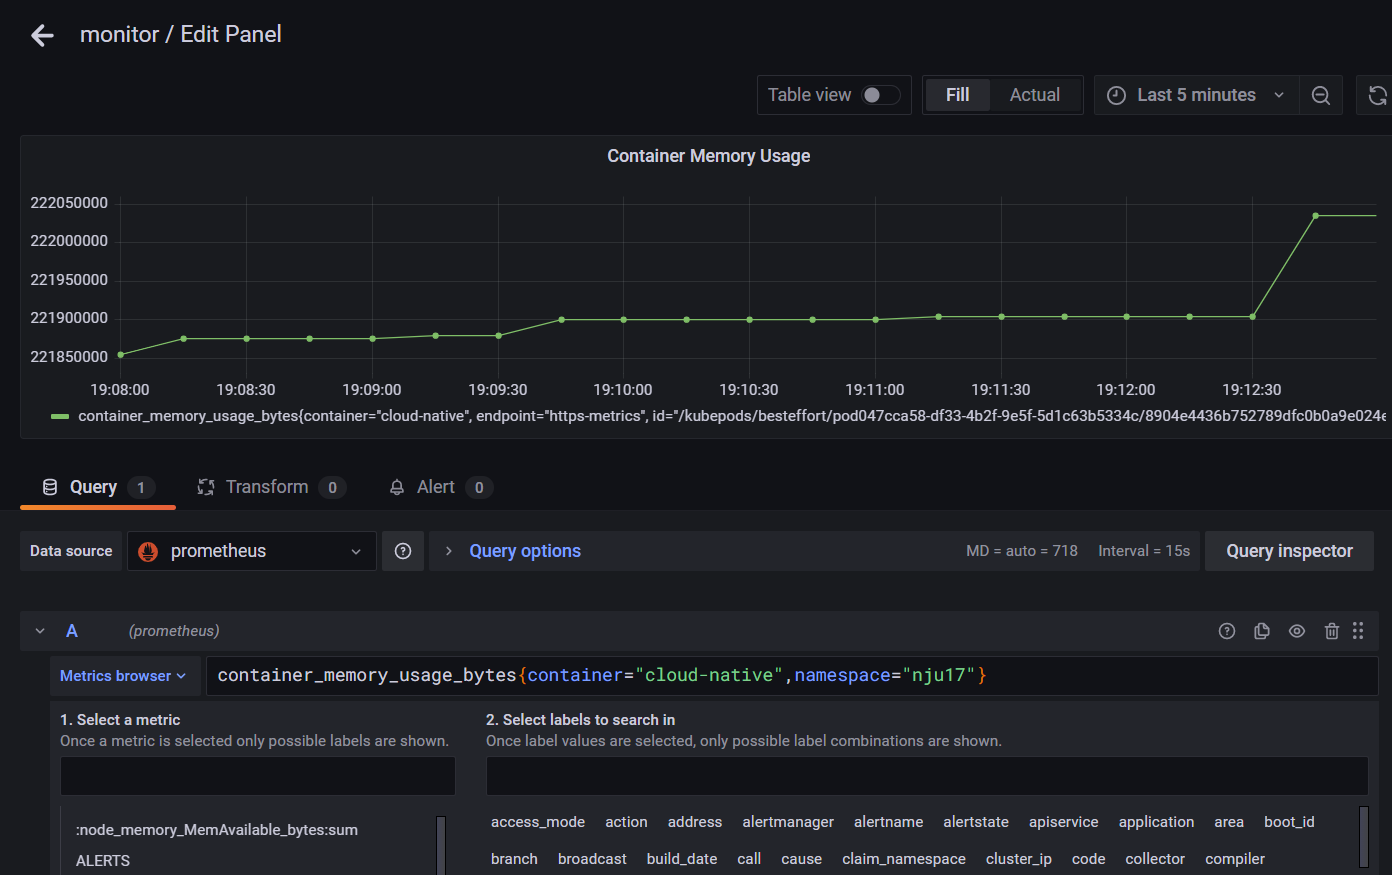 monitor / Edit Panel
Table view Fill Actual Last 5 minutes
Container Memory Usage
222050000
222000000
221950000
221900000
221850000
19:08:00 19:08:30 19:09:00 19:09:30 19:10:00 19:10:30 19:11:00 19:11:30 19:12:00 19:12:30
container_memory_usage_bytes{container="cloud-native", endpoint="https-metrics", id="/kubepods/besteffort/pod047cca58-df33-4b2f-9e5f-5d1c63b5334c/8904e4436b752789dfc0b0a9e024e
Query 1 Transform 0 Alert 0
Data source prometheus Query options MD = auto = 718 Interval = 15s Query inspector
A (prometheus)
Metrics browser container_memory_usage_bytes{container="cloud-native",namespace="nju17"}
1. Select a metric 2. Select labels to search in
Once a metric is selected only possible labels are shown. Once label values are selected, only possible label combinations are shown.
:node_memory_MemAvailable_bytes:sum access_mode action address alertmanager alertname alertstate apiservice application area boot_id
ALERTS branch broadcast build_date call cause claim_namespace cluster_ip code collector compiler